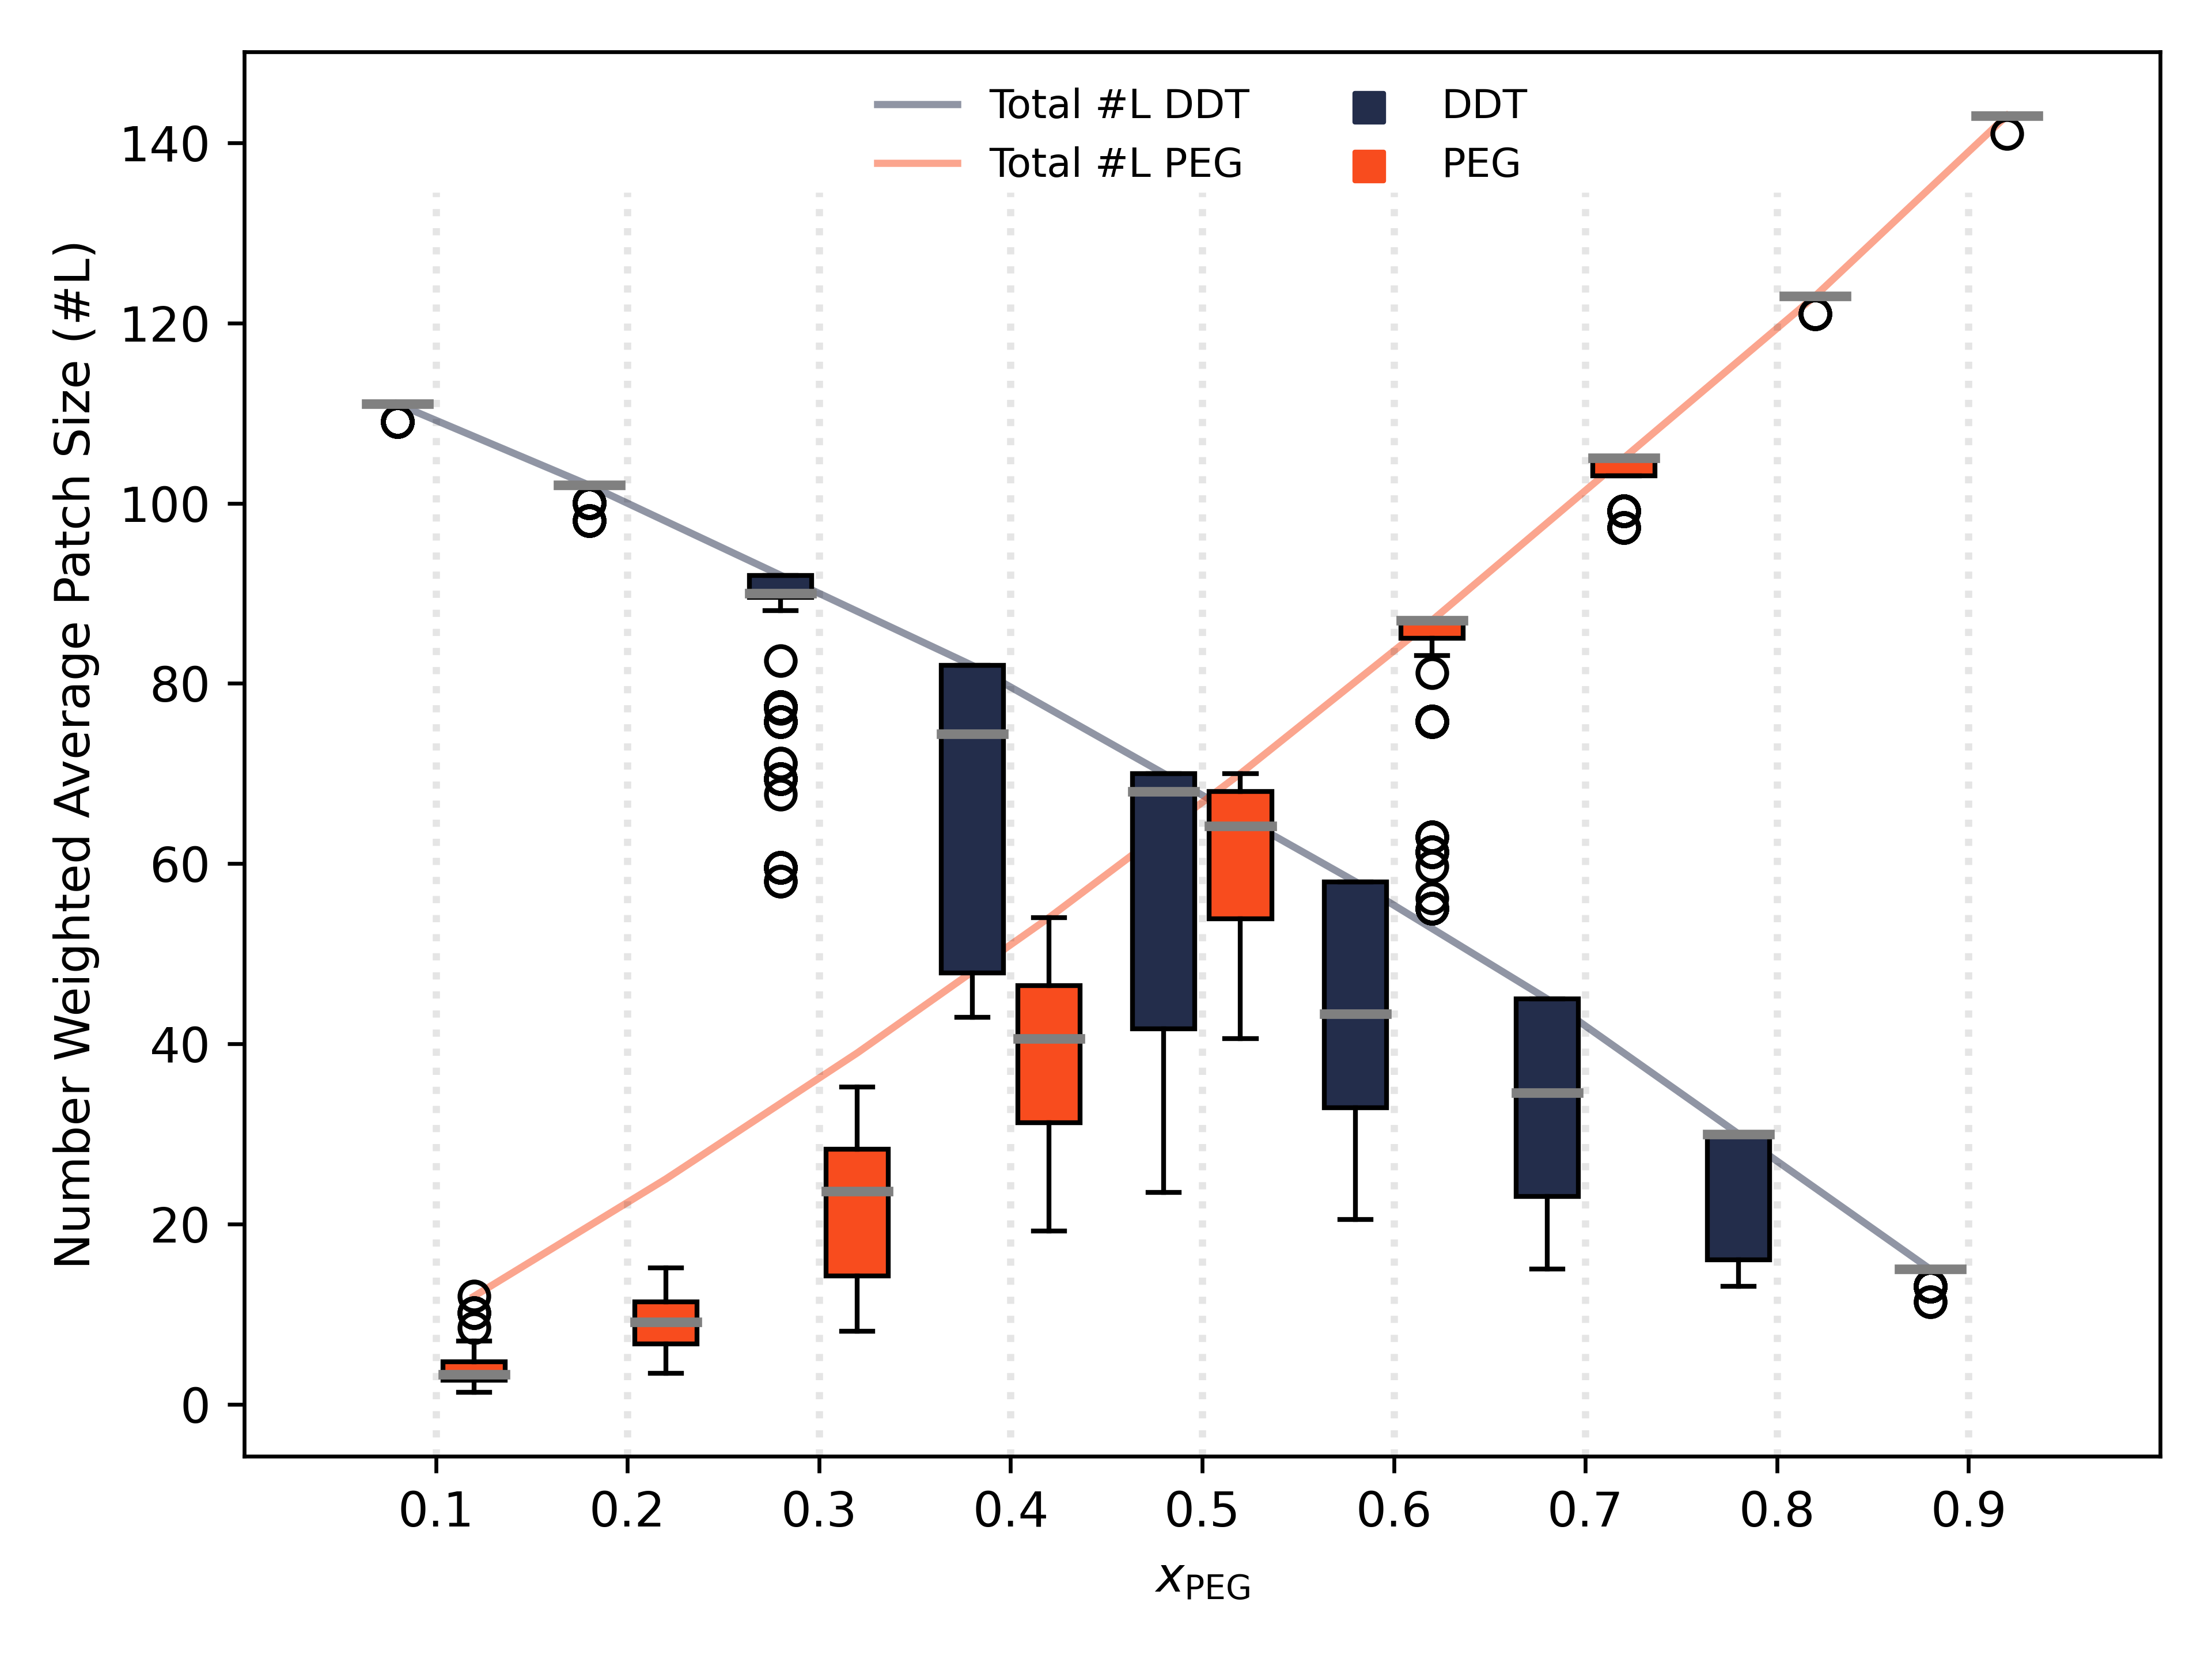 Total #L DDT
Total #L PEG
DDT
PEG
Number Weighted Average Patch Size (#L)
140
120
100
80
60
40
20
0
0.1 0.2 0.3 0.4 0.5 0.6 0.7 0.8 0.9
xPEG